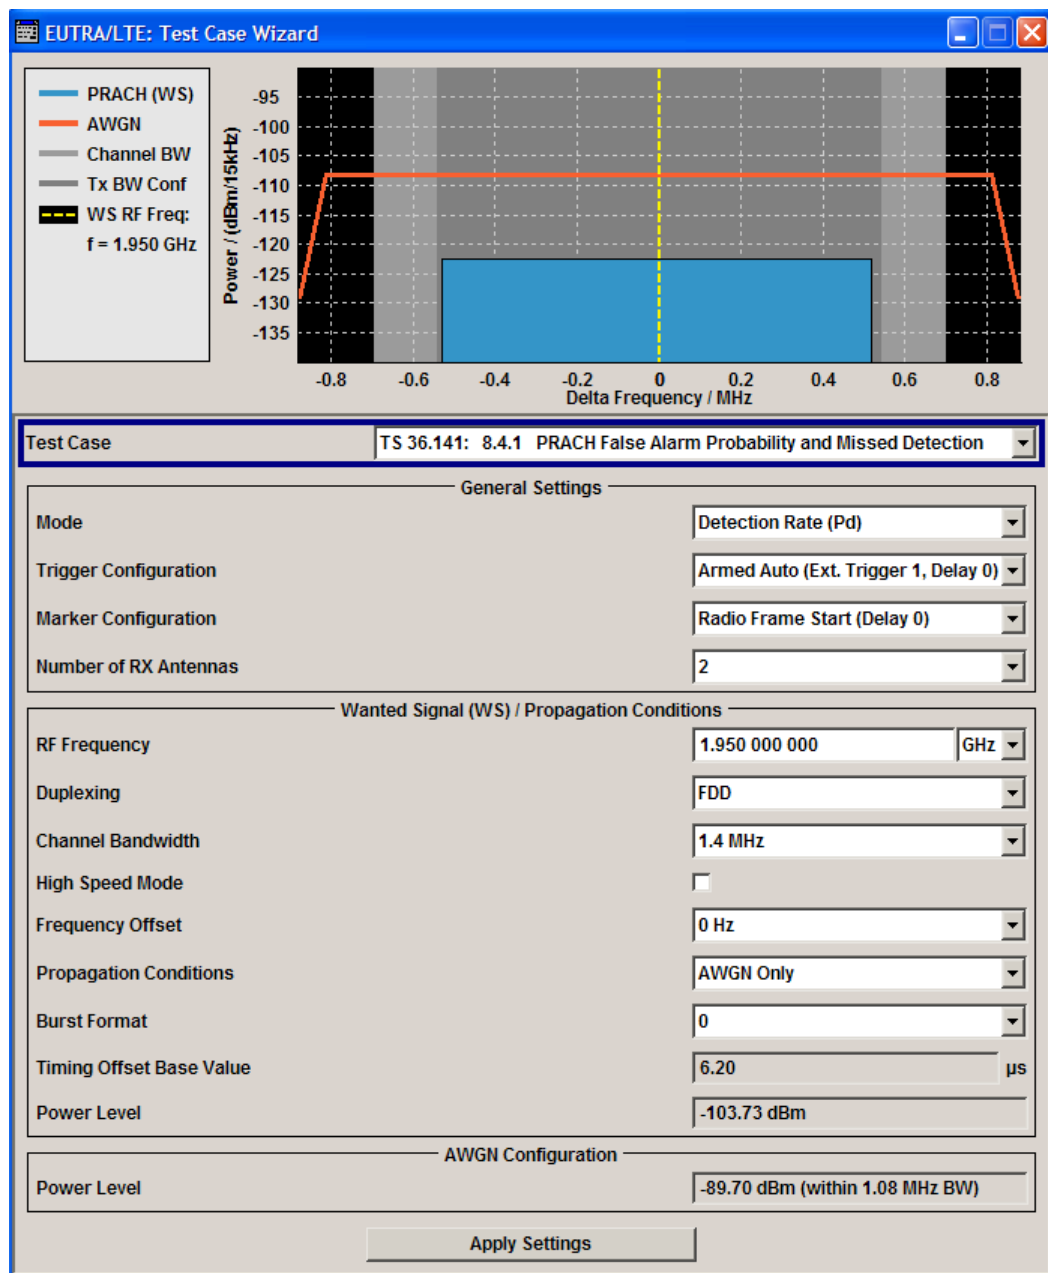 EUTRA/LTE: Test Case Wizard
PRACH (WS)
AWGN
Channel BW
Tx BW Conf
WS RF Freq:
f = 1.950 GHz
Power / (dBm/15kHz)
-95
-100
-105
-110
-115
-120
-125
-130
-135
-0.8 -0.6 -0.4 -0.2 0 0.2 0.4 0.6 0.8
Delta Frequency / MHz
Test Case TS 36.141: 8.4.1 PRACH False Alarm Probability and Missed Detection
General Settings
Mode Detection Rate (Pd)
Trigger Configuration Armed Auto (Ext. Trigger 1, Delay 0)
Marker Configuration Radio Frame Start (Delay 0)
Number of RX Antennas 2
Wanted Signal (WS) / Propagation Conditions
RF Frequency 1.950 000 000 GHz
Duplexing FDD
Channel Bandwidth 1.4 MHz
High Speed Mode
Frequency Offset 0 Hz
Propagation Conditions AWGN Only
Burst Format 0
Timing Offset Base Value 6.20 µs
Power Level -103.73 dBm
AWGN Configuration
Power Level -89.70 dBm (within 1.08 MHz BW)
Apply Settings